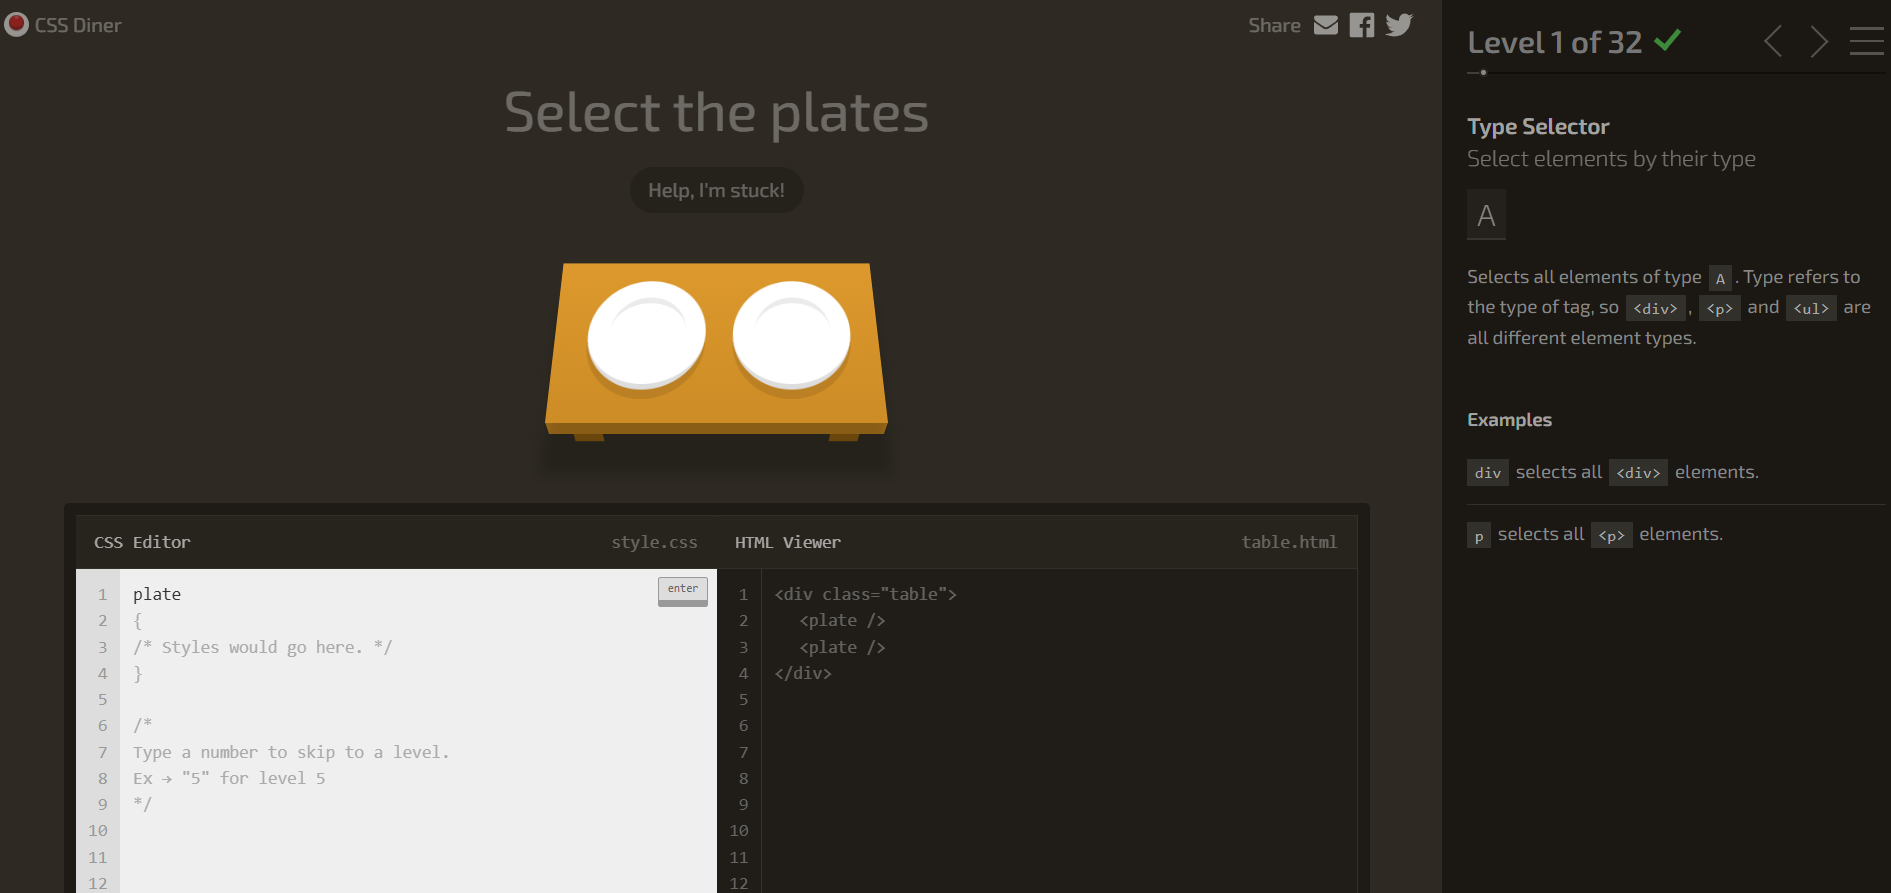 CSS Diner
Share
Select the plates
Help, I'm stuck!
CSS Editor
style.css
1 plate
enter
2 {
3 /* Styles would go here. */
4 }
5
6 /*
7 Type a number to skip to a level.
8 Ex → "5" for level 5
9 */
10
11
12
HTML Viewer
table.html
1 <div class="table">
2 <plate />
3 <plate />
4 </div>
5
6
7
8
9
10
11
12
Level 1 of 32
Type Selector
Select elements by their type
A
Selects all elements of type A . Type refers to
the type of tag, so <div> , <p> and <ul> are
all different element types.
Examples
div selects all <div> elements.
p selects all <p> elements.